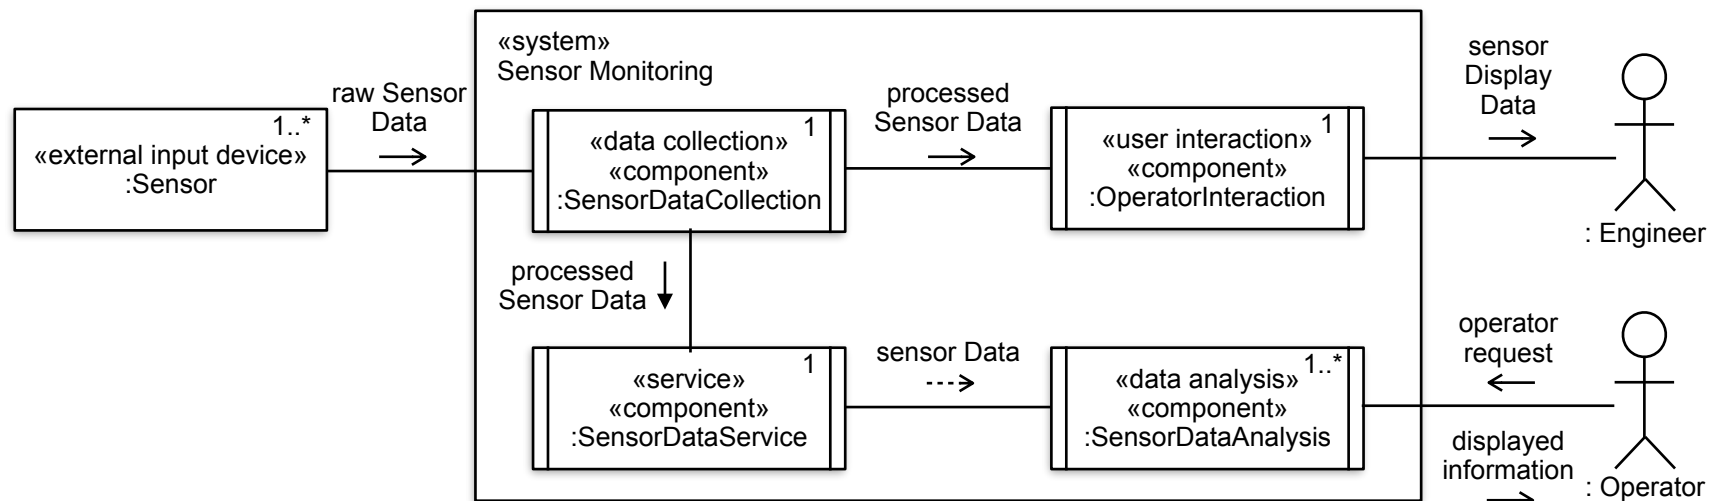 «system»
Sensor Monitoring
raw Sensor
Data
1..*
«external input device»
:Sensor
1
«data collection»
«component»
:SensorDataCollection
processed
Sensor Data
1
«user interaction»
«component»
:OperatorInteraction
sensor
Display
Data
: Engineer
processed
Sensor Data
1
«service»
«component»
:SensorDataService
sensor Data
1..*
«data analysis»
«component»
:SensorDataAnalysis
operator
request
displayed
information
: Operator